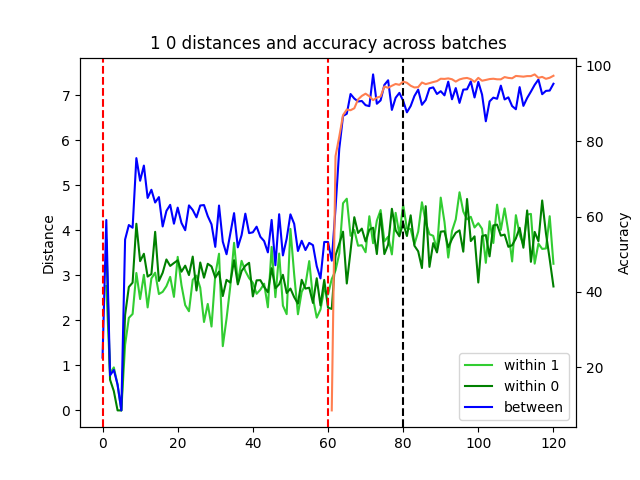 1 0 distances and accuracy across batches
Distance
7
6
5
4
3
2
1
0
100
80
60
40
20
Accuracy
within 1
within 0
between
0 20 40 60 80 100 120